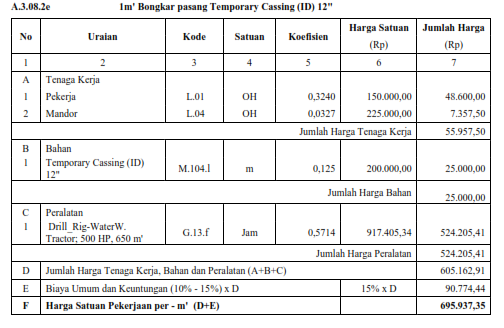 A.3.08.2e 1m' Bongkar pasang Temporary Cassing (ID) 12"
No Uraian Kode Satuan Koefisien Harga Satuan (Rp) Jumlah Harga (Rp)
1 2 3 4 5 6 7
A Tenaga Kerja
1 Pekerja L.01 OH 0,3240 150.000,00 48.600,00
2 Mandor L.04 OH 0,0327 225.000,00 7.357,50
Jumlah Harga Tenaga Kerja 55.957,50
B Bahan
1 Temporary Cassing (ID) 12" M.104.l m 0,125 200.000,00 25.000,00
Jumlah Harga Bahan 25.000,00
C Peralatan
1 Drill_Rig-WaterW. Tractor; 500 HP, 650 m' G.13.f Jam 0,5714 917.405,34 524.205,41
Jumlah Harga Peralatan 524.205,41
D Jumlah Harga Tenaga Kerja, Bahan dan Peralatan (A+B+C) 605.162,91
E Biaya Umum dan Keuntungan (10% - 15%) x D 15% x D 90.774,44
F Harga Satuan Pekerjaan per - m' (D+E) 695.937,35